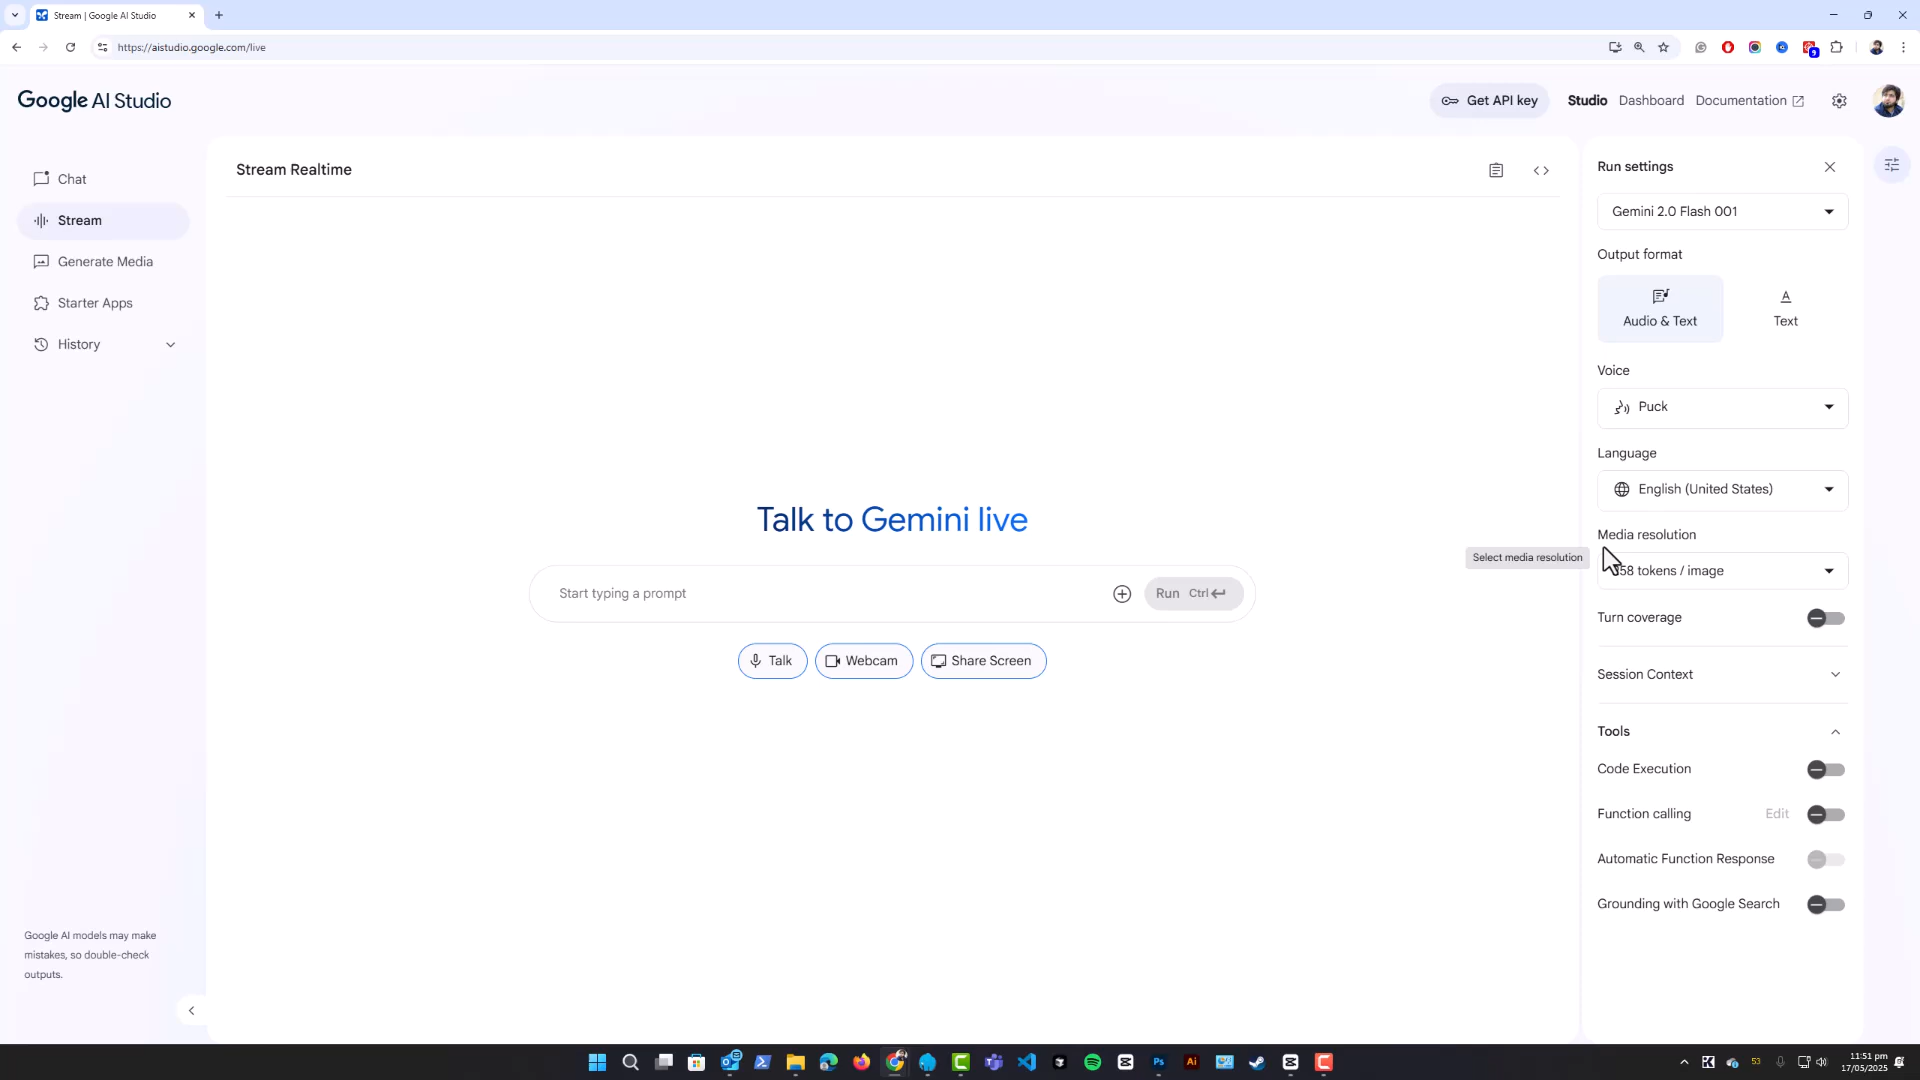 Stream | Google AI Studio
https://aistudio.google.com/live
Google AI Studio
Get API key
Studio
Dashboard
Documentation
Chat
Stream
Generate Media
Starter Apps
History
Google AI models may make
mistakes, so double-check
outputs.
Stream Realtime
Talk to Gemini live
Start typing a prompt
Run Ctrl
Talk
Webcam
Share Screen
Run settings
Gemini 2.0 Flash 001
Output format
Audio & Text
Text
Voice
Puck
Language
English (United States)
Media resolution
Select media resolution
tokens / image
Turn coverage
Session Context
Tools
Code Execution
Function calling Edit
Automatic Function Response
Grounding with Google Search
Ps
Ai
53
11:51 pm
17/05/2025